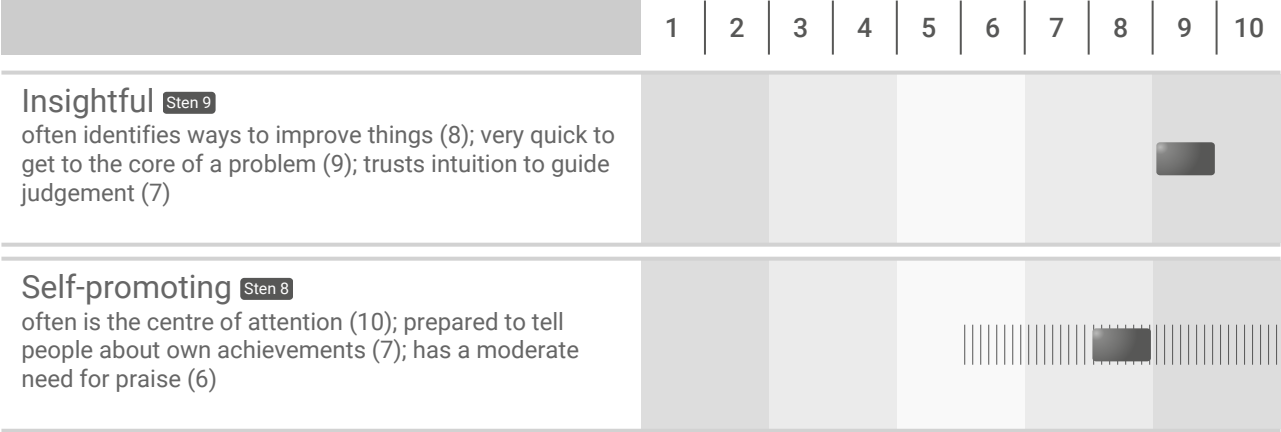 1 2 3 4 5 6 7 8 9 10
Insightful Sten 9
often identifies ways to improve things (8); very quick to
get to the core of a problem (9); trusts intuition to guide
judgement (7)
Self-promoting Sten 8
often is the centre of attention (10); prepared to tell
people about own achievements (7); has a moderate
need for praise (6)